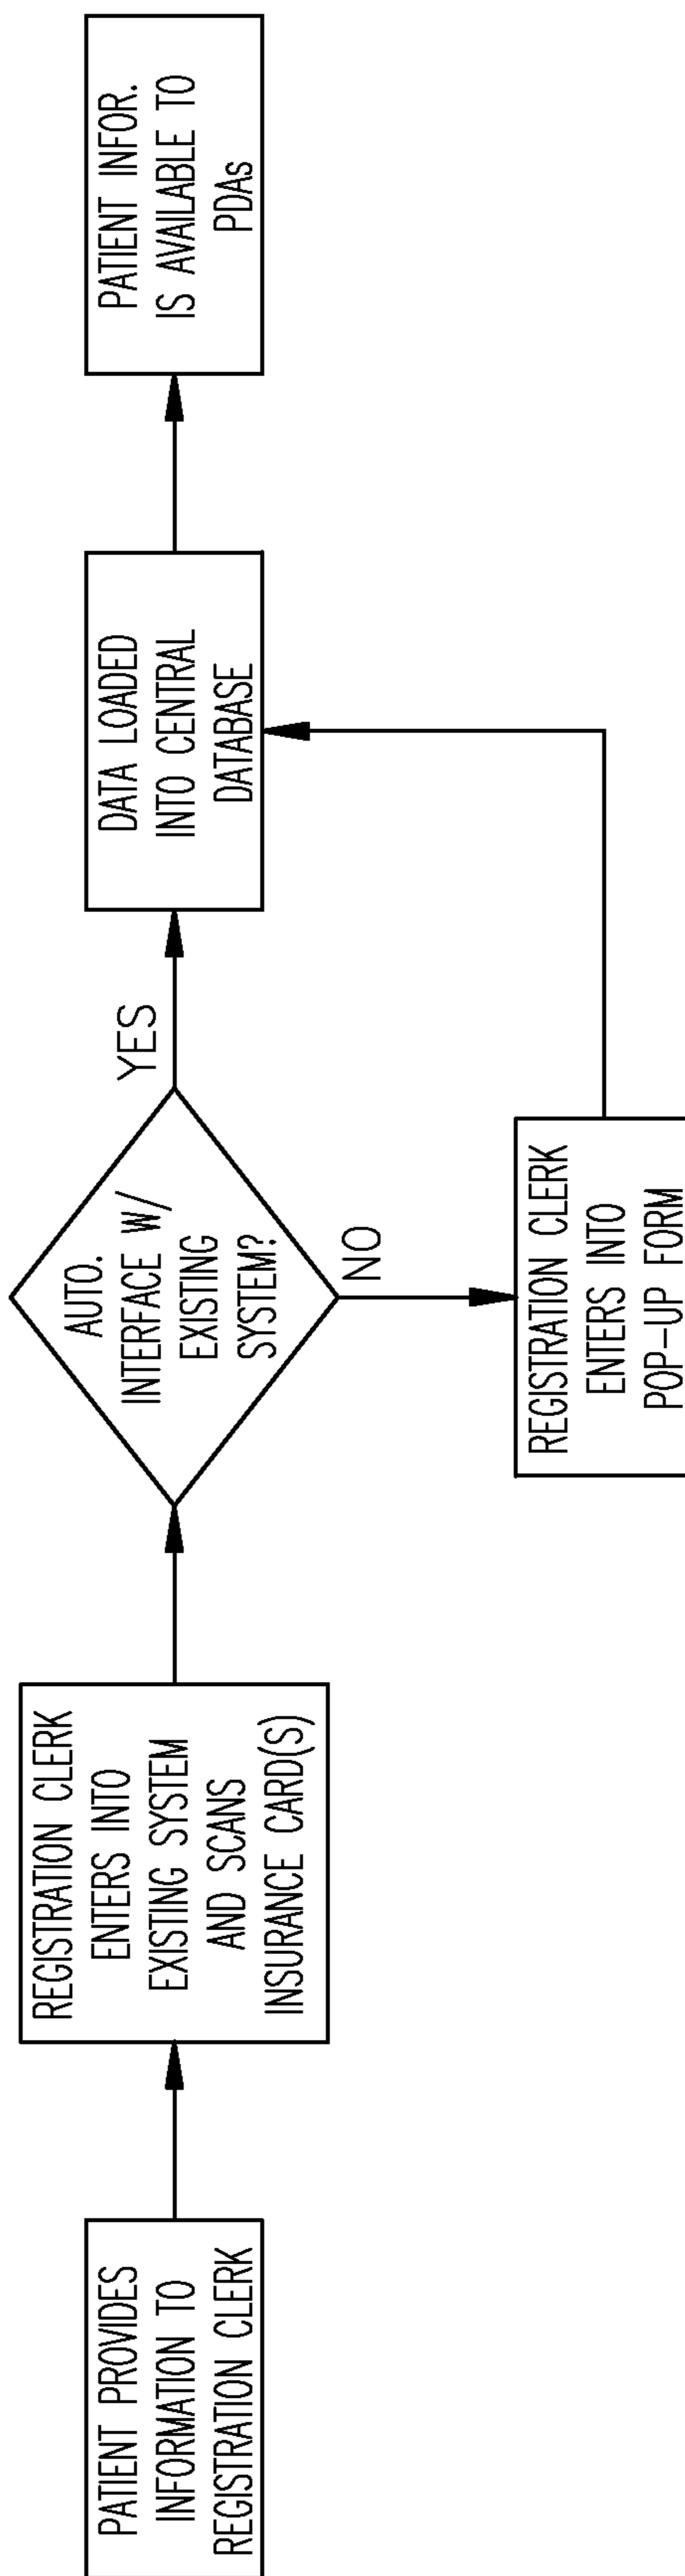 PATIENT PROVIDES
INFORMATION TO
REGISTRATION CLERK
REGISTRATION CLERK
ENTERS INTO
EXISTING SYSTEM
AND SCANS
INSURANCE CARD(S)
AUTO.
INTERFACE W/
EXISTING
SYSTEM?
YES
NO
REGISTRATION CLERK
ENTERS INTO
POP-UP FORM
DATA LOADED
INTO CENTRAL
DATABASE
PATIENT INFOR.
IS AVAILABLE TO
PDAs